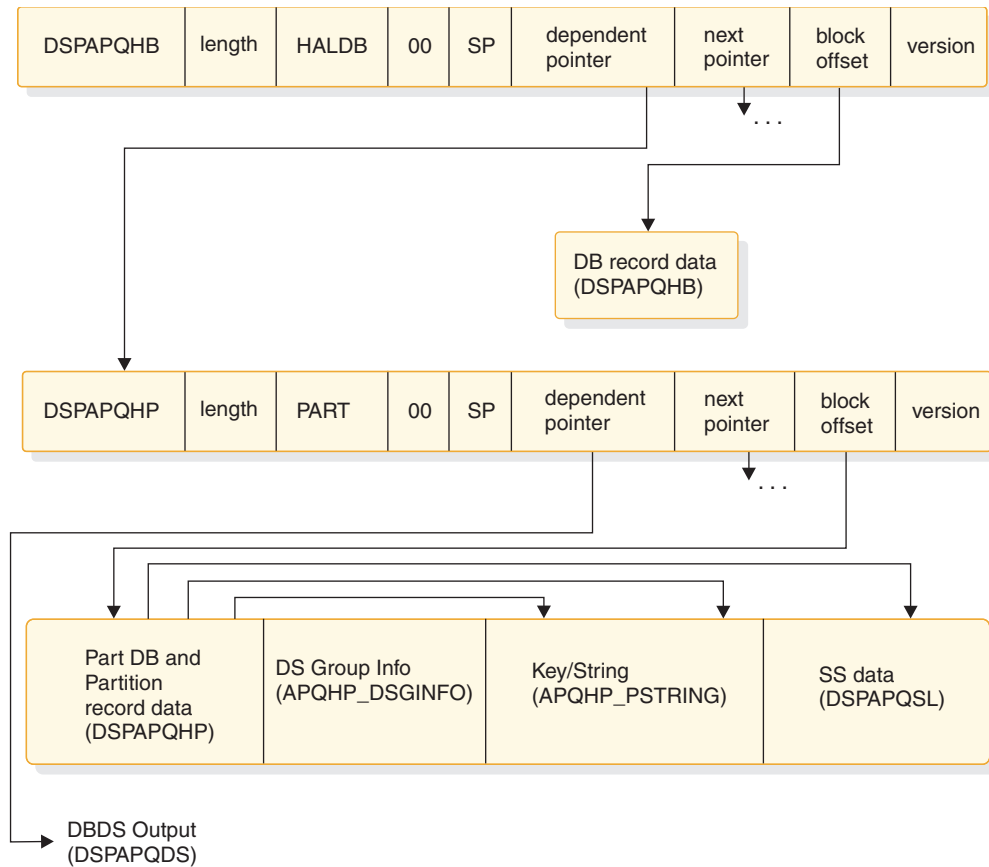 DSPAPQHB length HALDB 00 SP dependent pointer next pointer block offset version
. . .
DB record data
(DSPAPQHB)
DSPAPQHP length PART 00 SP dependent pointer next pointer block offset version
. . .
Part DB and
Partition
record data
(DSPAPQHP)
DS Group Info
(APQHP_DSGINFO)
Key/String
(APQHP_PSTRING)
SS data
(DSPAPQSL)
DBDS Output
(DSPAPQDS)